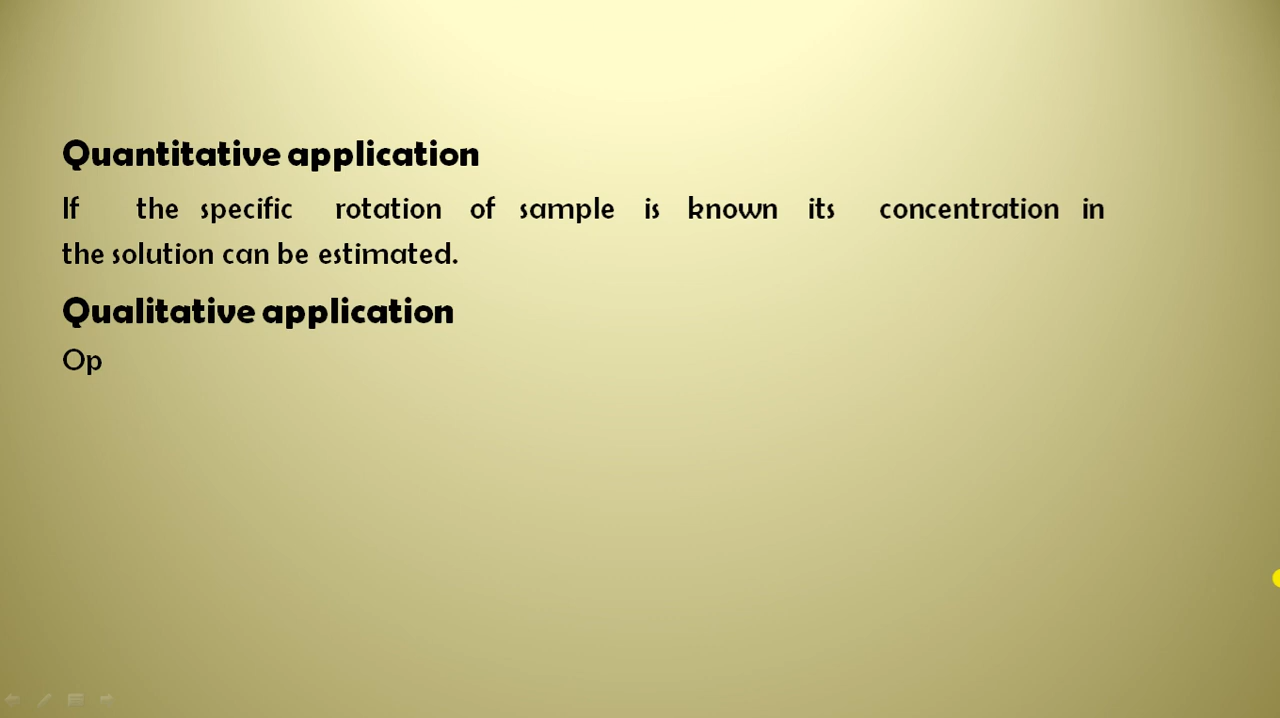 Quantitative application
If the specific rotation of sample is known its concentration in
the solution can be estimated.
Qualitative application
Op